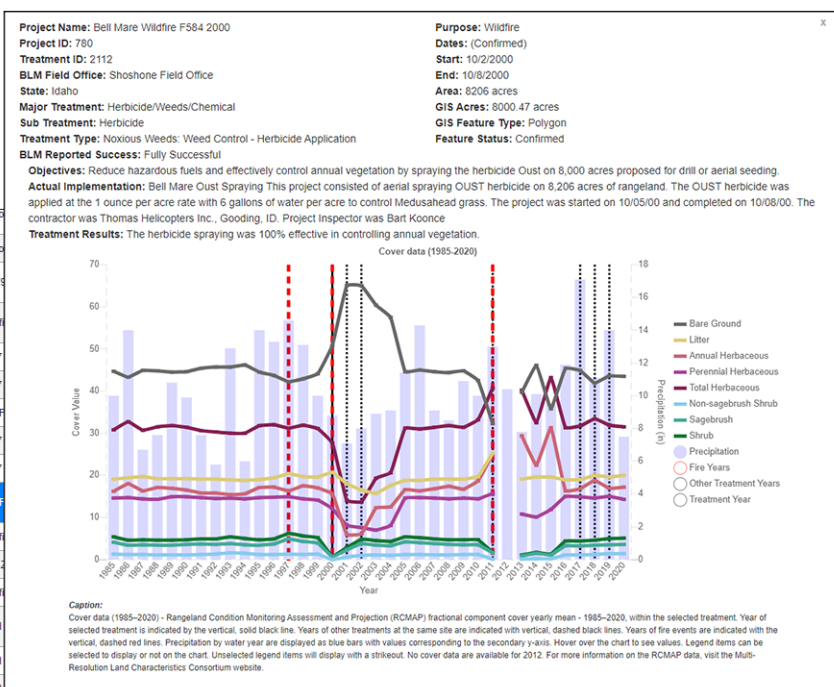 x
Project Name: Bell Mare Wildfire F584 2000
Project ID: 780
Treatment ID: 2112
BLM Field Office: Shoshone Field Office
State: Idaho
Major Treatment: Herbicide/Weeds/Chemical
Sub Treatment: Herbicide
Treatment Type: Noxious Weeds: Weed Control - Herbicide Application
BLM Reported Success: Fully Successful
Purpose: Wildfire
Dates: (Confirmed)
Start: 10/2/2000
End: 10/8/2000
Area: 8206 acres
GIS Acres: 8000.47 acres
GIS Feature Type: Polygon
Feature Status: Confirmed
Objectives: Reduce hazardous fuels and effectively control annual vegetation by spraying the herbicide Oust on 8,000 acres proposed for drill or aerial seeding.
Actual Implementation: Bell Mare Oust Spraying This project consisted of aerial spraying OUST herbicide on 8,206 acres of rangeland. The OUST herbicide was
applied at the 1 ounce per acre rate with 6 gallons of water per acre to control Medusahead grass. The project was started on 10/05/00 and completed on 10/08/00. The
contractor was Thomas Helicopters Inc., Gooding, ID. Project Inspector was Bart Koonce
Treatment Results: The herbicide spraying was 100% effective in controlling annual vegetation.
Cover data (1985-2020)
70
60
50
40
30
20
10
0
Cover Value
18
16
14
12
10
8
6
4
2
0
Precipitation (in)
1985
1986
1987
1988
1989
1990
1991
1992
1993
1994
1995
1996
1997
1998
1999
2000
2001
2002
2003
2004
2005
2006
2007
2008
2009
2010
2011
2012
2013
2014
2015
2016
2017
2018
2019
2020
Year
Bare Ground
Litter
Annual Herbaceous
Perennial Herbaceous
Total Herbaceous
Non-sagebrush Shrub
Sagebrush
Shrub
Precipitation
Fire Years
Other Treatment Years
Treatment Year
Caption:
Cover data (1985–2020) - Rangeland Condition Monitoring Assessment and Projection (RCMAP) fractional component cover yearly mean - 1985–2020, within the selected treatment. Year of
selected treatment is indicated by the vertical, solid black line. Years of other treatments at the same site are indicated with vertical, dashed black lines. Years of fire events are indicated with the
vertical, dashed red lines. Precipitation by water year are displayed as blue bars with values corresponding to the secondary y-axis. Hover over the chart to see values. Legend items can be
selected to display or not on the chart. Unselected legend items will display with a strikeout. No cover data are available for 2012. For more information on the RCMAP data, visit the Multi-
Resolution Land Characteristics Consortium website.